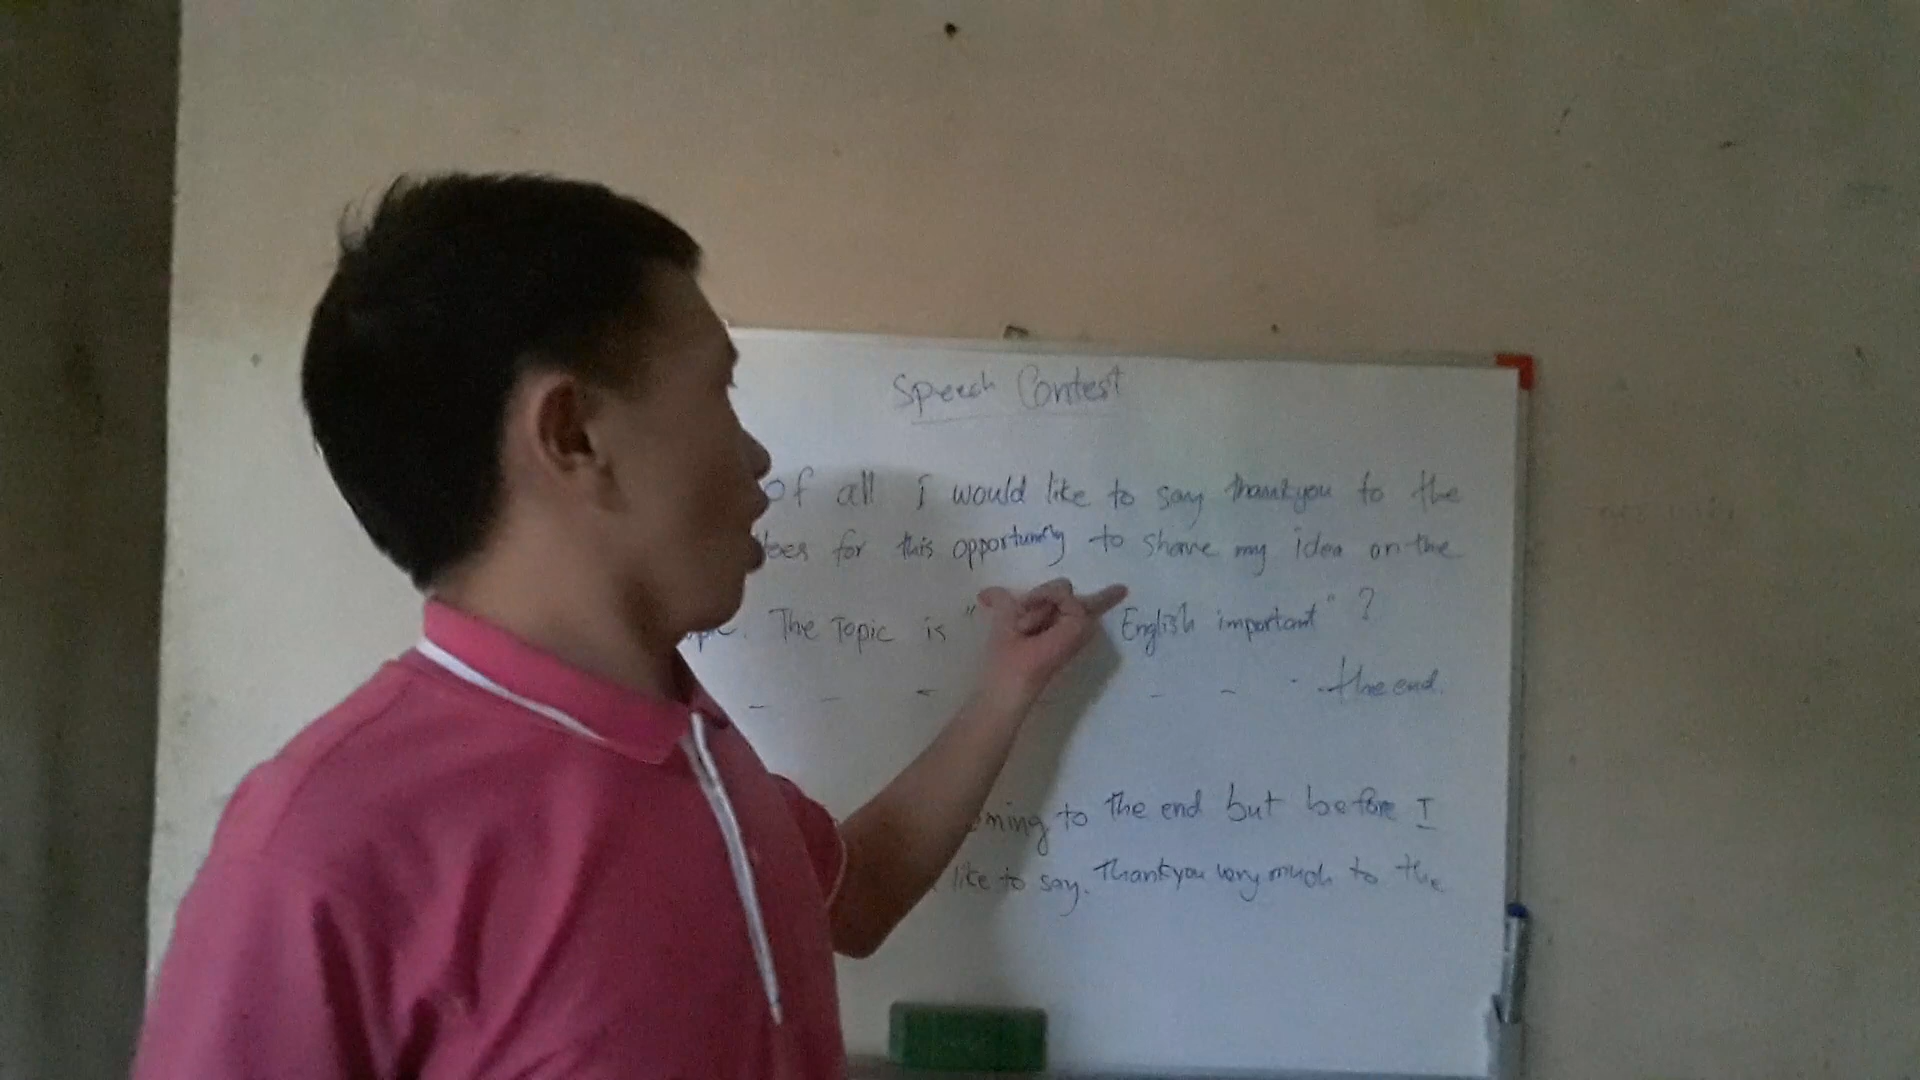 Speech Contest
of all I would like to say thankyou to the
for this opportunity to share my idea on the
The Topic is " English important" ?
the end.
to the end but before I
like to say. Thankyou very much to the